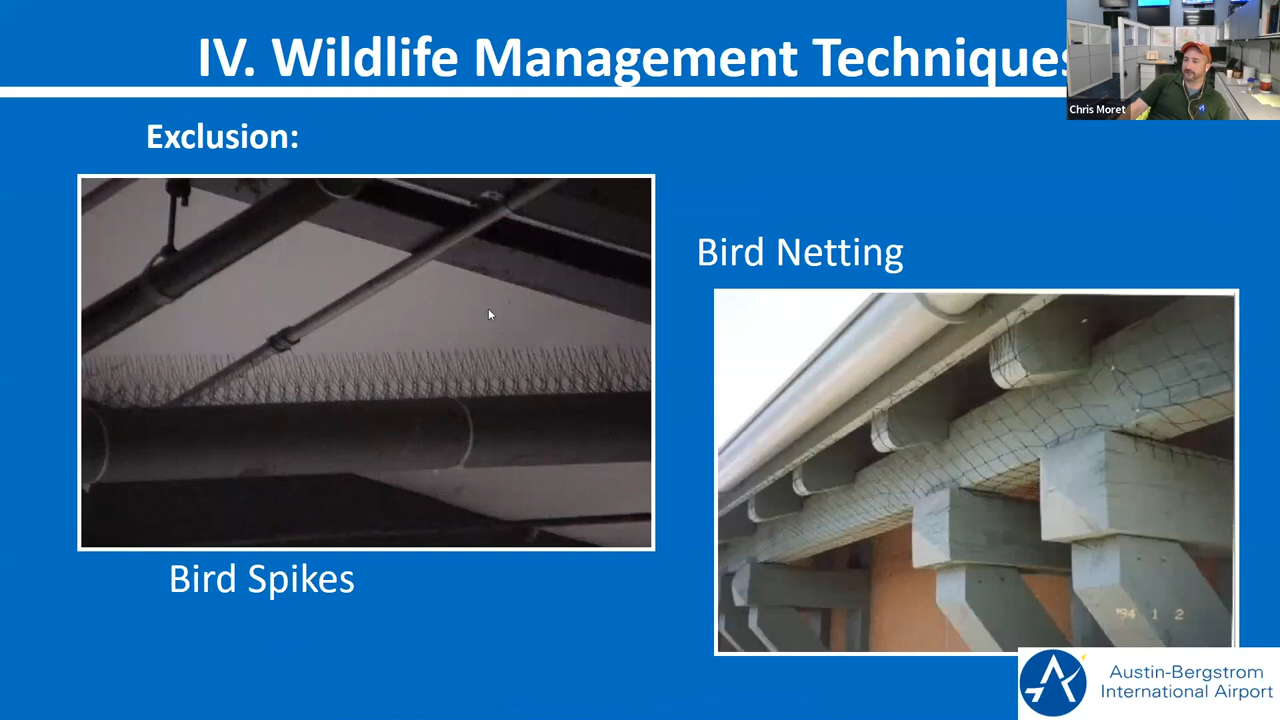 IV. Wildlife Management Techniques
Chris Moret
Exclusion:
Bird Netting
Bird Spikes
'94 1 2
Austin-Bergstrom
International Airport